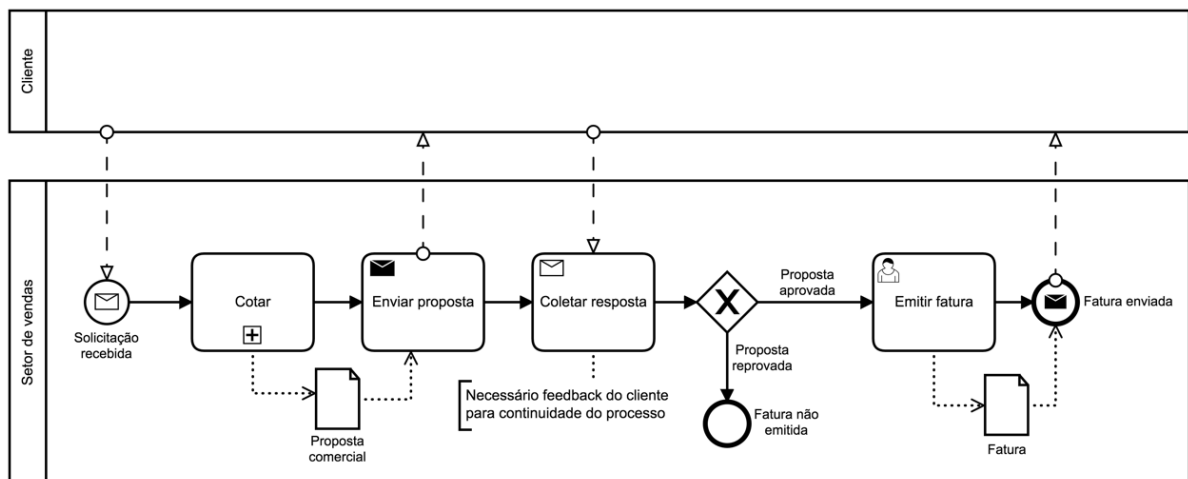 Cliente
Setor de vendas
Solicitação
recebida
Cotar
Proposta
comercial
Enviar proposta
Coletar resposta
Necessário feedback do cliente
para continuidade do processo
Proposta
aprovada
Proposta
reprovada
Fatura não
emitida
Emitir fatura
Fatura
Fatura enviada